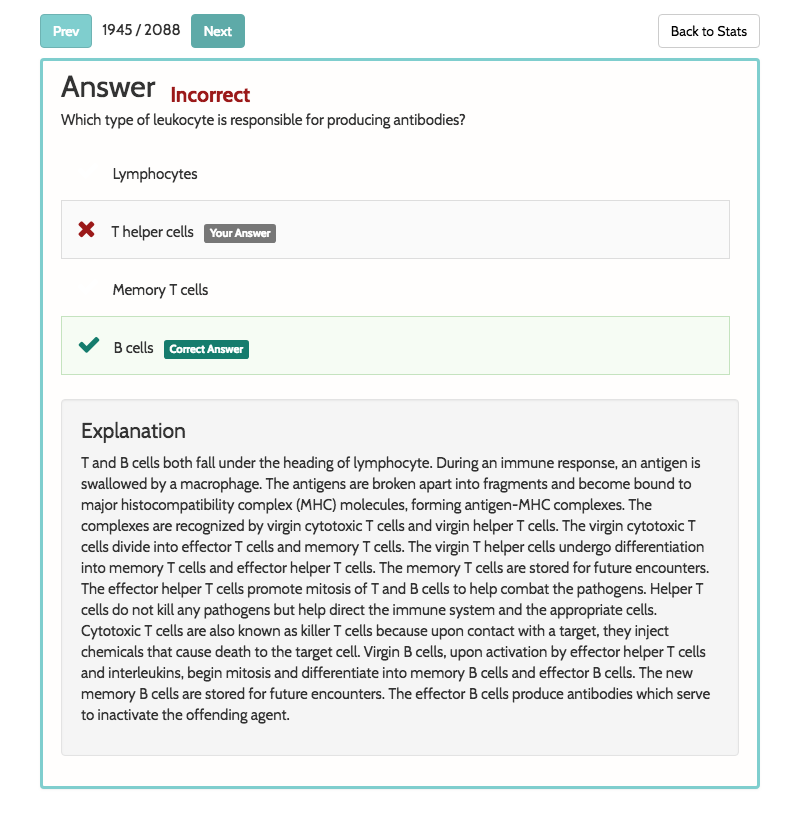 Prev 1945 / 2088 Next Back to Stats
Answer Incorrect
Which type of leukocyte is responsible for producing antibodies?
Lymphocytes
T helper cells Your Answer
Memory T cells
B cells Correct Answer
Explanation
T and B cells both fall under the heading of lymphocyte. During an immune response, an antigen is
swallowed by a macrophage. The antigens are broken apart into fragments and become bound to
major histocompatibility complex (MHC) molecules, forming antigen-MHC complexes. The
complexes are recognized by virgin cytotoxic T cells and virgin helper T cells. The virgin cytotoxic T
cells divide into effector T cells and memory T cells. The virgin T helper cells undergo differentiation
into memory T cells and effector helper T cells. The memory T cells are stored for future encounters.
The effector helper T cells promote mitosis of T and B cells to help combat the pathogens. Helper T
cells do not kill any pathogens but help direct the immune system and the appropriate cells.
Cytotoxic T cells are also known as killer T cells because upon contact with a target, they inject
chemicals that cause death to the target cell. Virgin B cells, upon activation by effector helper T cells
and interleukins, begin mitosis and differentiate into memory B cells and effector B cells. The new
memory B cells are stored for future encounters. The effector B cells produce antibodies which serve
to inactivate the offending agent.